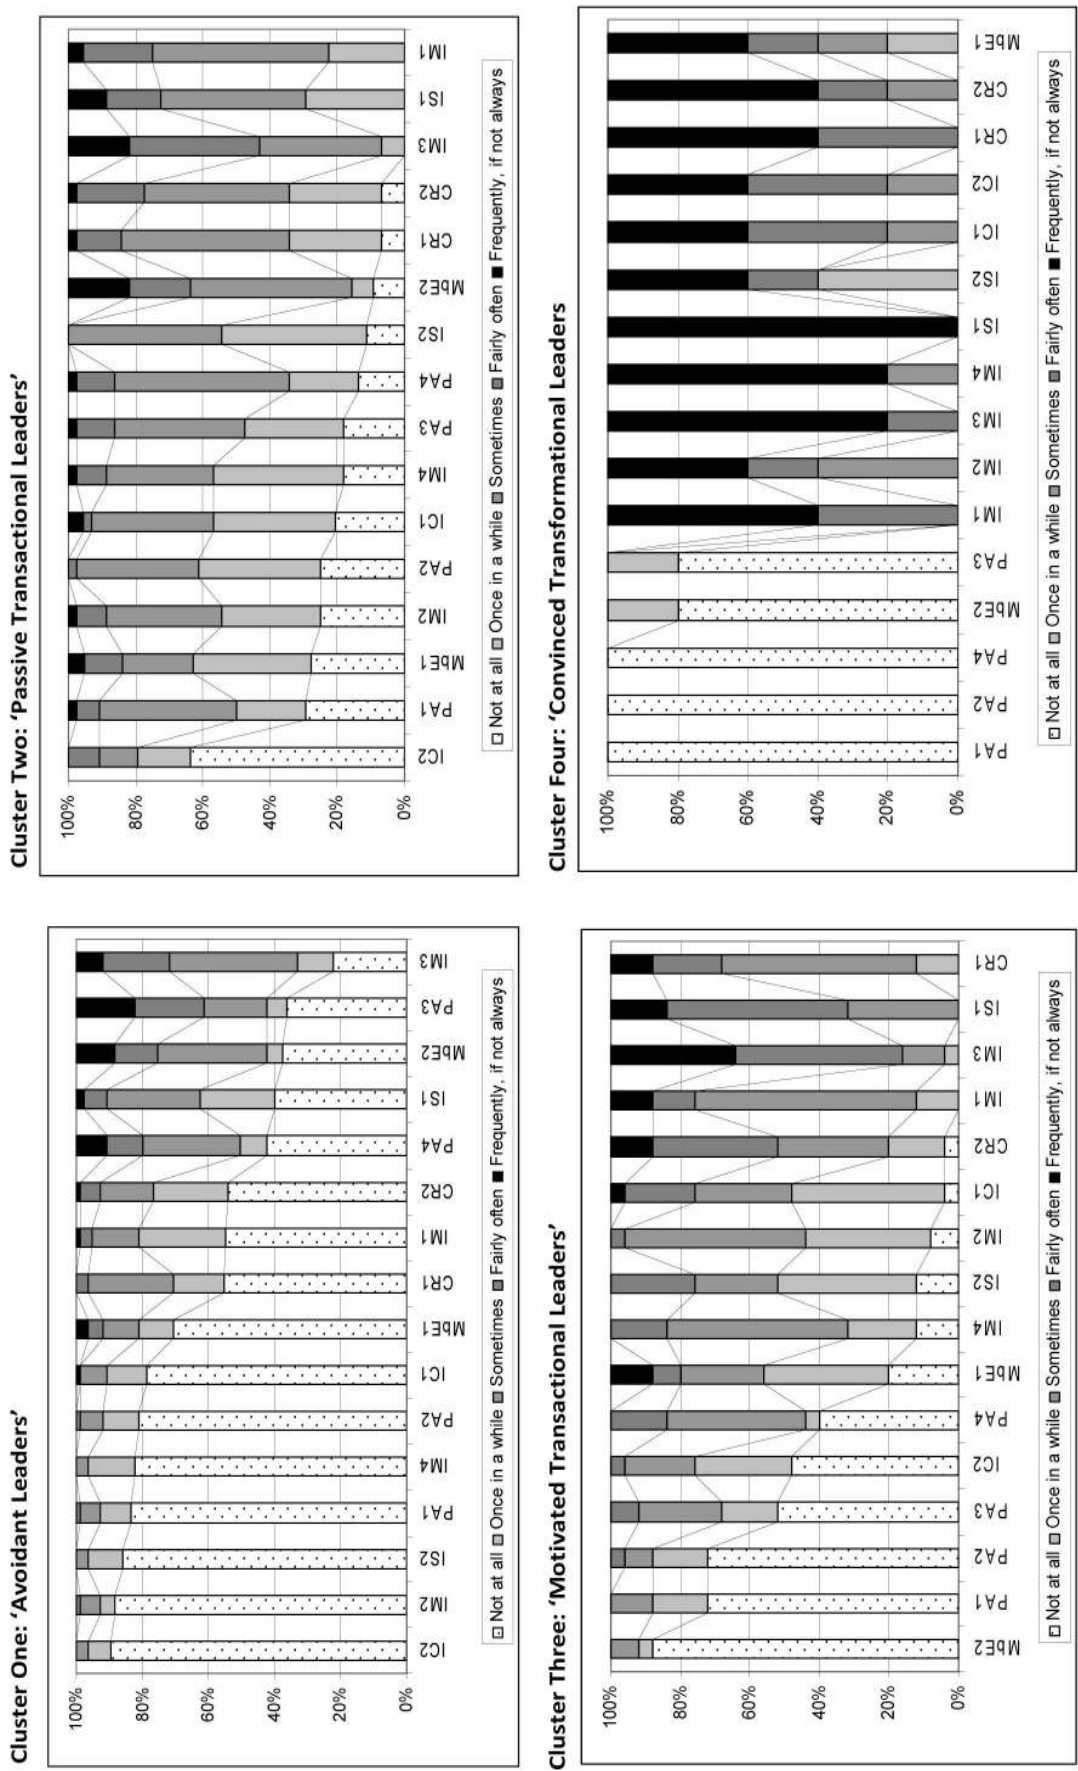 Cluster One: 'Avoidant Leaders'
100%
80%
60%
40%
20%
0%
IC2 IM2 IS2 PA1 IM4 PA2 IC1 MbE1 CR1 IM1 CR2 PA4 IS1 MbE2 PA3 IM3
Not at all Once in a while Sometimes Fairly often Frequently, if not always
Cluster Two: 'Passive Transactional Leaders'
100%
80%
60%
40%
20%
0%
IC2 PA1 MbE1 IM2 PA2 IC1 IM4 PA3 PA4 IS2 MbE2 CR1 CR2 IM3 IS1 IM1
Not at all Once in a while Sometimes Fairly often Frequently, if not always
Cluster Three: 'Motivated Transactional Leaders'
100%
80%
60%
40%
20%
0%
MbE2 PA1 PA2 PA3 IC2 PA4 MbE1 IM4 IS2 IM2 IC1 CR2 IM1 IM3 IS1 CR1
Not at all Once in a while Sometimes Fairly often Frequently, if not always
Cluster Four: 'Convinced Transformational Leaders
100%
80%
60%
40%
20%
0%
PA1 PA2 PA4 MbE2 PA3 IM1 IM2 IM3 IM4 IS1 IS2 IC1 IC2 CR1 CR2 MbE1
Not at all Once in a while Sometimes Fairly often Frequently, if not always